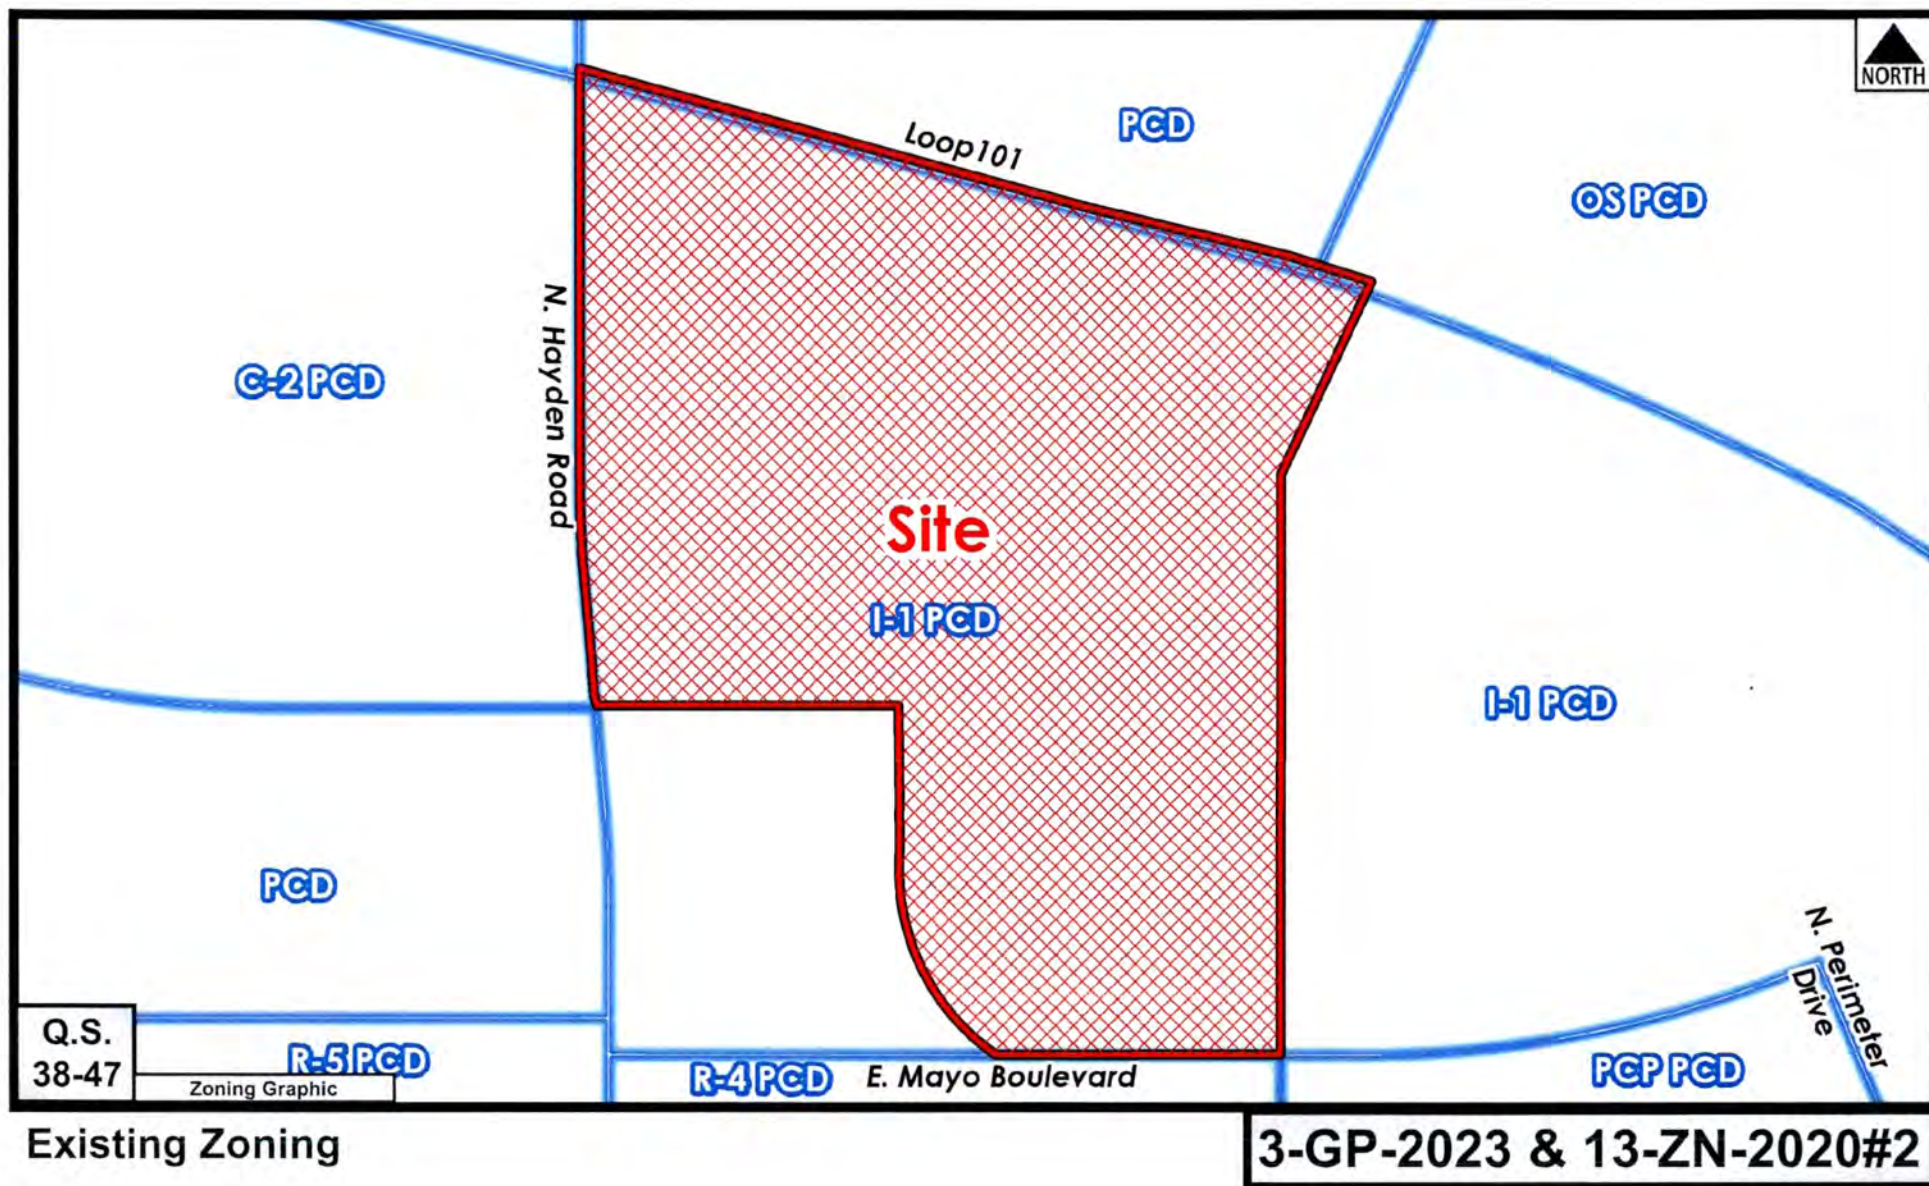 NORTH
PCD
Loop101
OS PCD
N. Hayden Road
C-2 PCD
Site
I-1 PCD
I-1 PCD
PCD
N. Perimeter
Drive
Q.S.
38-47
R-5 PCD
Zoning Graphic
R-4 PCD
E. Mayo Boulevard
PCP PCD
Existing Zoning
3-GP-2023 & 13-ZN-2020#2